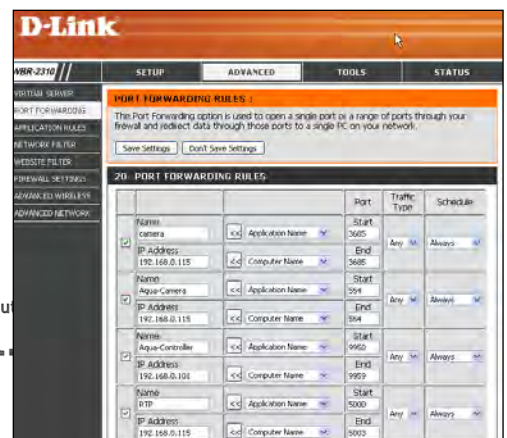 D-Link
WBR-2310
SETUP
ADVANCED
TOOLS
STATUS
VIRTUAL SERVER
PORT FORWARDING
APPLICATION RULES
NETWORK FILTER
WEBSITE FILTER
FIREWALL SETTINGS
ADVANCED WIRELESS
ADVANCED NETWORK
PORT FORWARDING RULES :
The Port Forwarding option is used to open a single port or a range of ports through your
firewall and redirect data through those ports to a single PC on your network.
Save Settings Don't Save Settings
20 PORT FORWARDING RULES
Port Traffic Type Schedule
Name Start
camera << Application Name 3685
Any Always
IP Address End
192.168.0.115 << Computer Name 3685
Name Start
Aqua-Camera << Application Name 554
Any Always
IP Address End
192.168.0.115 << Computer Name 554
Name Start
Aqua-Controller << Application Name 9950
Any Always
IP Address End
192.168.0.101 << Computer Name 9959
Name Start
RTP << Application Name 5000
Any Always
IP Address End
192.168.0.115 << Computer Name 5003